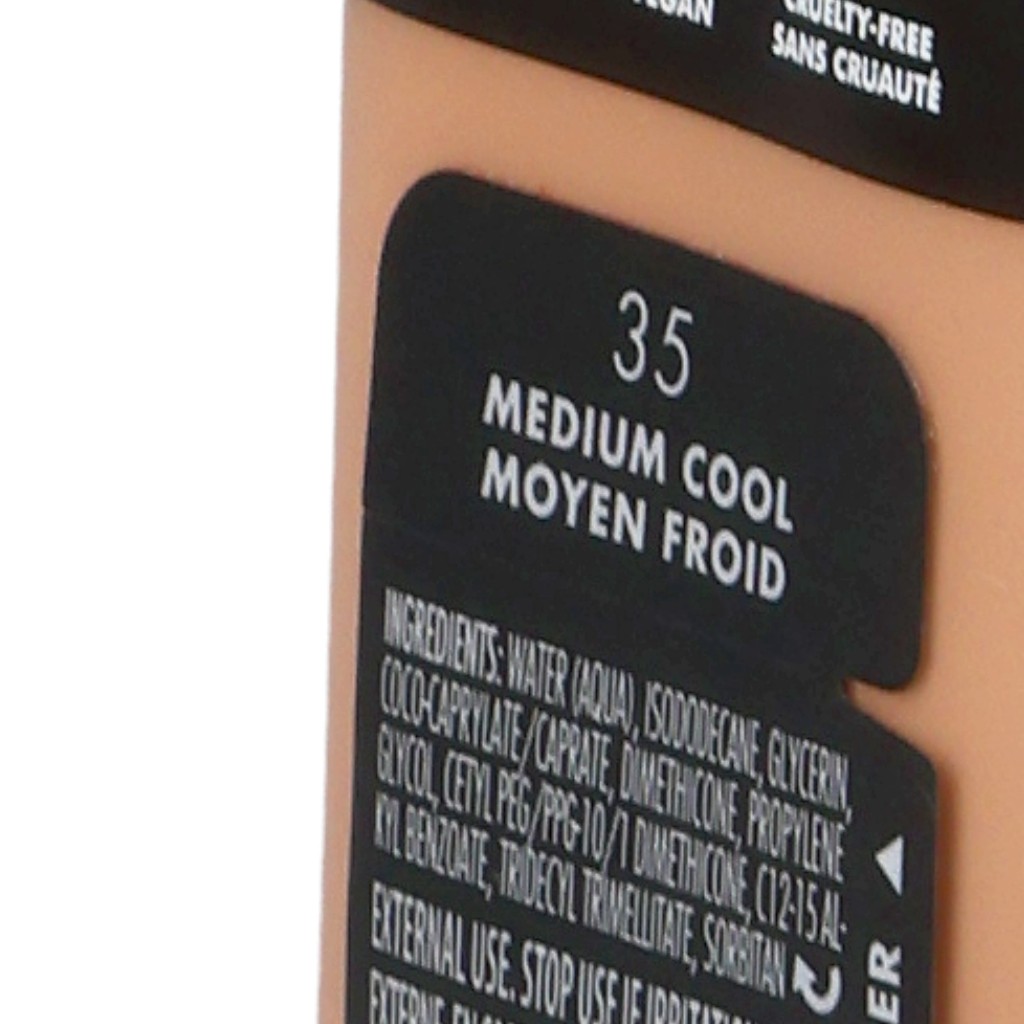 CRUELTY-FREE
SANS CRUAUTÉ
35
MEDIUM COOL
MOYEN FROID
INGREDIENTS: WATER (AQUA), ISODODECANE, GLYCERIN,
COCO-CAPRYLATE/CAPRATE, DIMETHICONE, PROPYLENE
GLYCOL, CETYL PEG/PPG-10/1 DIMETHICONE, C12-15 AL-
KYL BENZOATE, TRIDECYL TRIMELLITATE, SORBITAN
EXTERNAL USE. STOP USE IF
EXTERNE.
ER